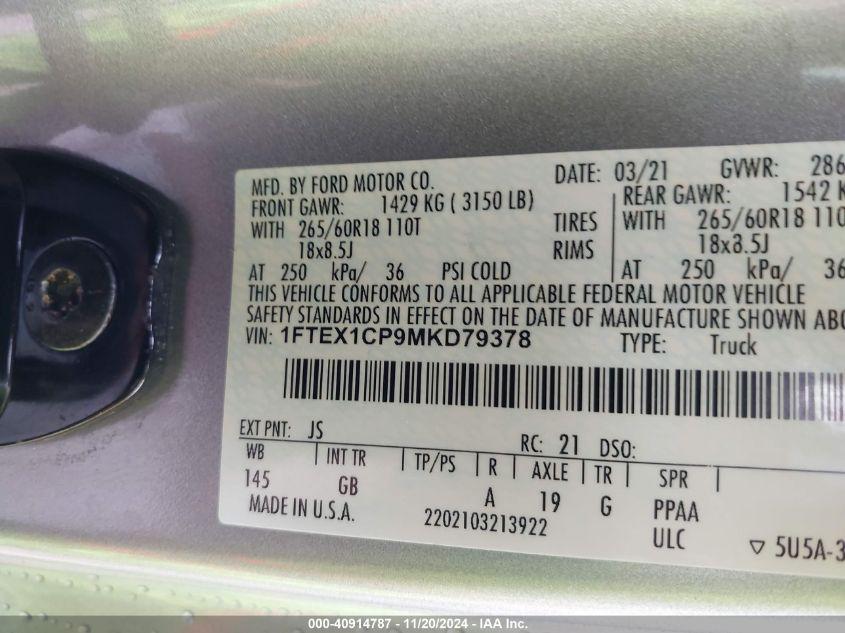 MFD. BY FORD MOTOR CO. DATE: 03/21 GVWR: 286
FRONT GAWR: 1429 KG ( 3150 LB) REAR GAWR: 1542 K
WITH 265/60R18 110T TIRES WITH 265/60R18 110
18x8.5J RIMS 18x8.5J
AT 250 kPa/ 36 PSI COLD AT 250 kPa/ 36
THIS VEHICLE CONFORMS TO ALL APPLICABLE FEDERAL MOTOR VEHICLE
SAFETY STANDARDS IN EFFECT ON THE DATE OF MANUFACTURE SHOWN ABO
VIN: 1FTEX1CP9MKD79378 TYPE: Truck
EXT PNT: JS RC: 21 DSO:
WB INT TR TP/PS R AXLE TR SPR
145 GB A 19 G PPAA
MADE IN U.S.A. 2202103213922 ULC ▽ 5U5A-3
000-40914787 - 11/20/2024 - IAA Inc.